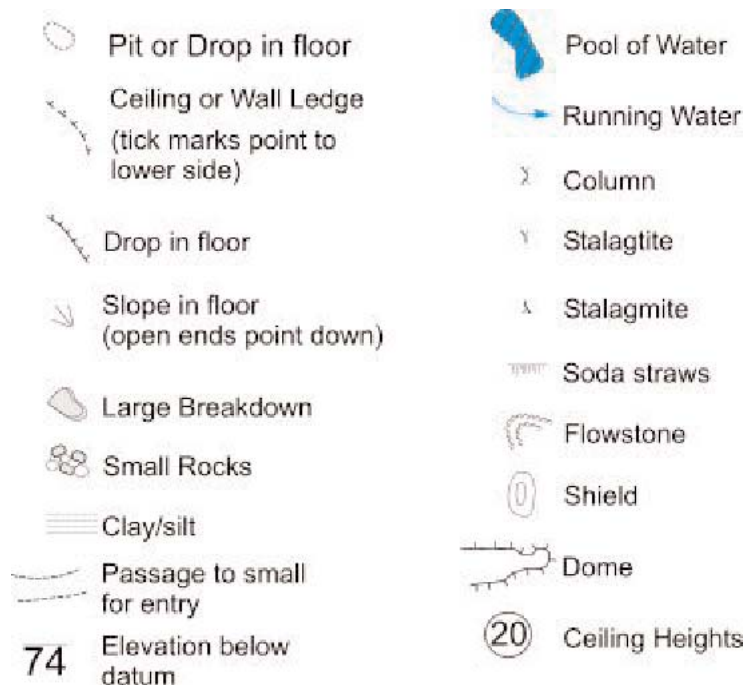 Pit or Drop in floor
Ceiling or Wall Ledge
(tick marks point to
lower side)
Drop in floor
Slope in floor
(open ends point down)
Large Breakdown
Small Rocks
Clay/silt
Passage to small
for entry
74
Elevation below
datum
Pool of Water
Running Water
Column
Stalagtite
Stalagmite
Soda straws
Flowstone
Shield
Dome
20 Ceiling Heights